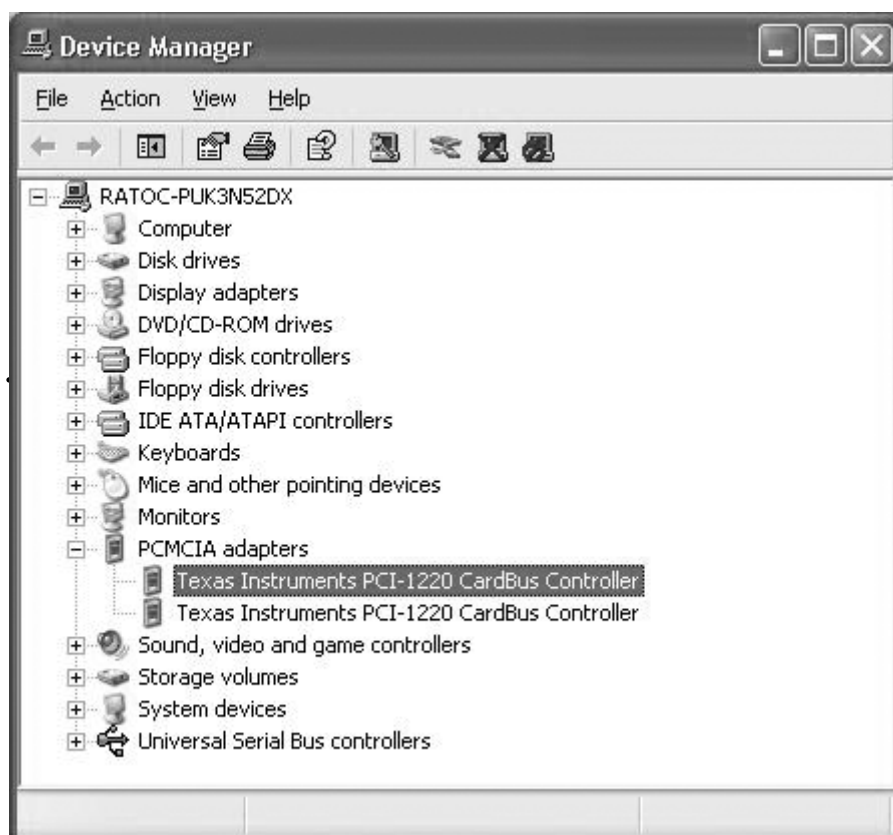 Device Manager
File Action View Help
RATOC-PUK3N52DX
Computer
Disk drives
Display adapters
DVD/CD-ROM drives
Floppy disk controllers
Floppy disk drives
IDE ATA/ATAPI controllers
Keyboards
Mice and other pointing devices
Monitors
PCMCIA adapters
Texas Instruments PCI-1220 CardBus Controller
Texas Instruments PCI-1220 CardBus Controller
Sound, video and game controllers
Storage volumes
System devices
Universal Serial Bus controllers